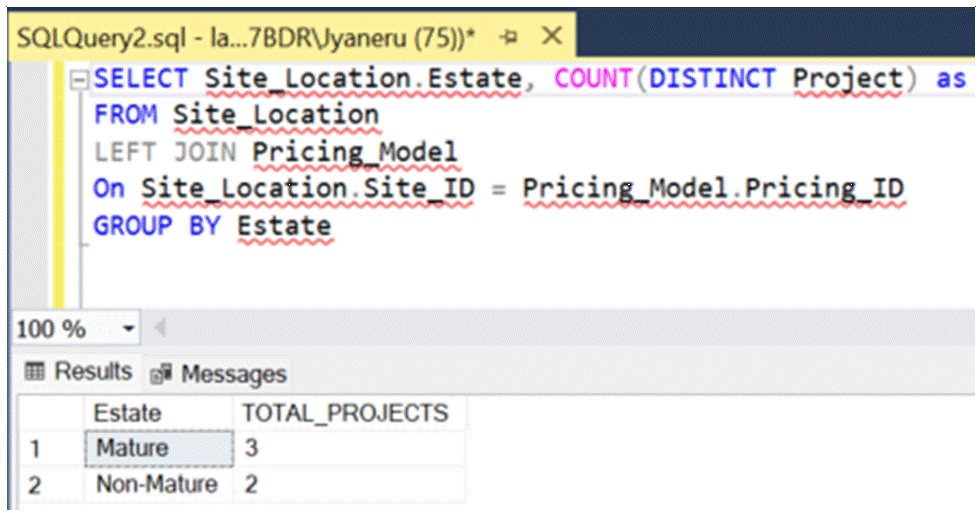 SQLQuery2.sql - la...7BDR\Jyaneru (75))*
SELECT Site_Location.Estate, COUNT(DISTINCT Project) as
FROM Site_Location
LEFT JOIN Pricing_Model
On Site_Location.Site_ID = Pricing_Model.Pricing_ID
GROUP BY Estate
100 %
Results Messages
Estate TOTAL_PROJECTS
1 Mature 3
2 Non-Mature 2